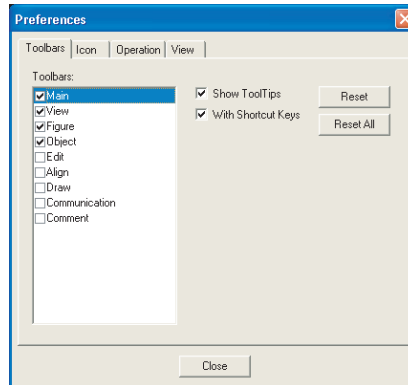 Preferences
Toolbars Icon Operation View
Toolbars:
Main
View
Figure
Object
Edit
Align
Draw
Communication
Comment
Show ToolTips
With Shortcut Keys
Reset
Reset All
Close